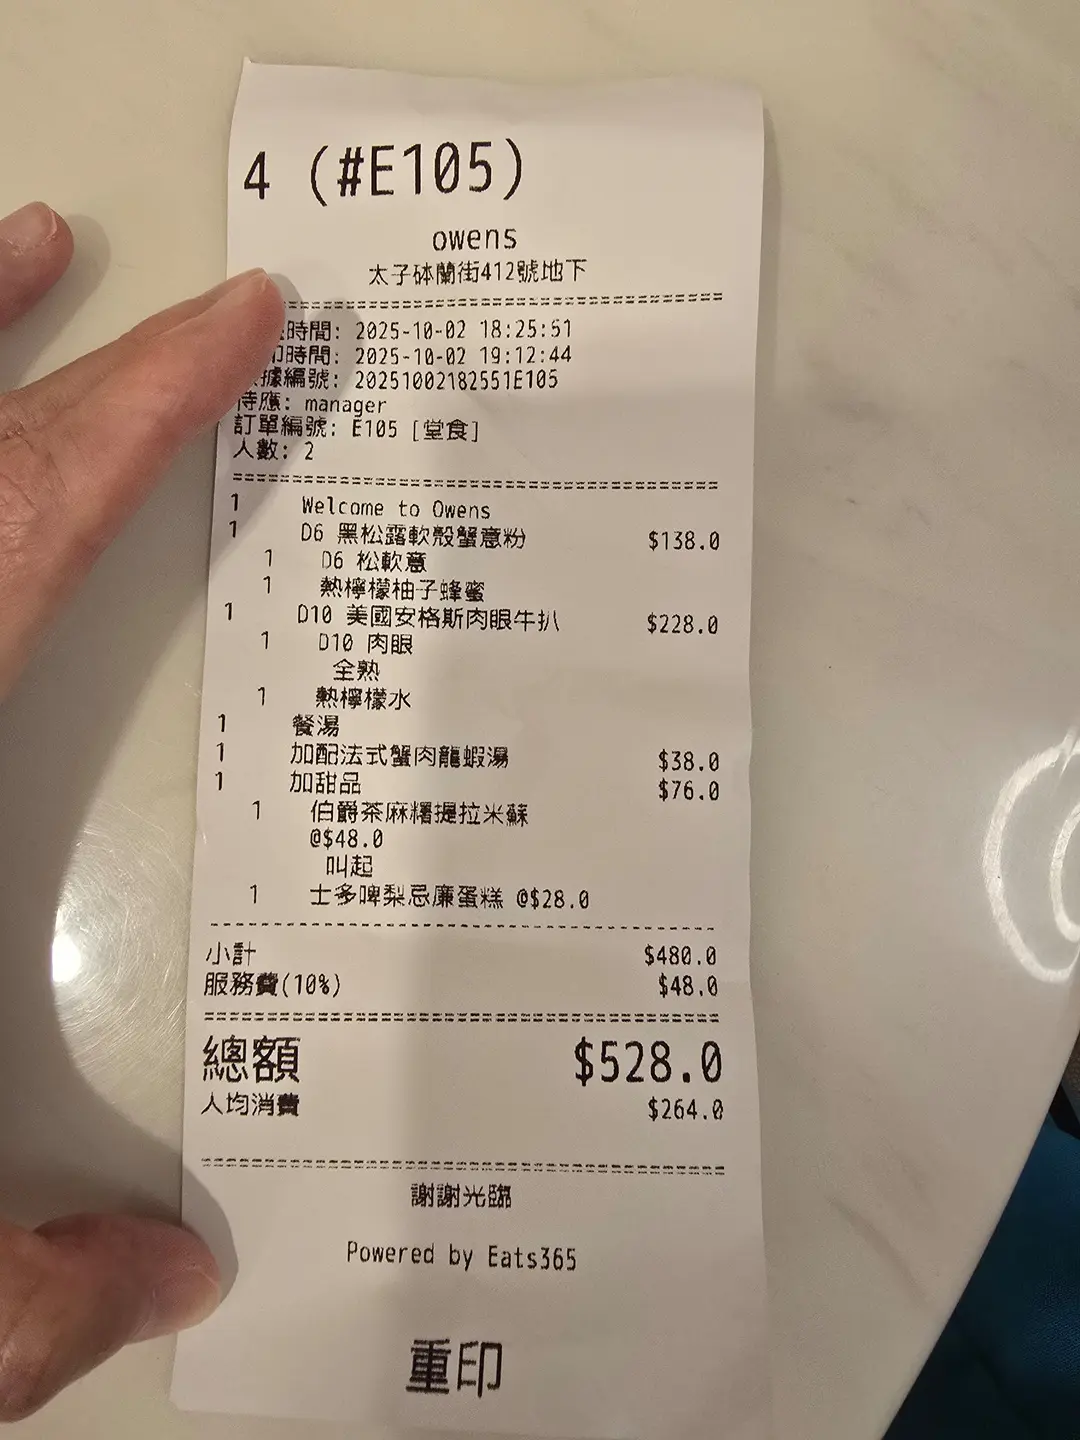 4 (#E105)
owens
太子砵蘭街412號地下
時間: 2025-10-02 18:25:51
印時間: 2025-10-02 19:12:44
據編號: 20251002182551E105
侍應: manager
訂單編號: E105 [堂食]
人數: 2
1 Welcome to Owens
1 D6 黑松露軟殼蟹意粉 $138.0
1 D6 松軟意
1 熱檸檬柚子蜂蜜
1 D10 美國安格斯肉眼牛扒 $228.0
1 D10 肉眼
全熟
1 熱檸檬水
1 餐湯
1 加配法式蟹肉龍蝦湯 $38.0
1 加甜品 $76.0
1 伯爵茶麻糬提拉米蘇
@$48.0
叫起
1 士多啤梨忌廉蛋糕 @$28.0
小計 $480.0
服務費(10%) $48.0
總額 $528.0
人均消費 $264.0
謝謝光臨
Powered by Eats365
重印